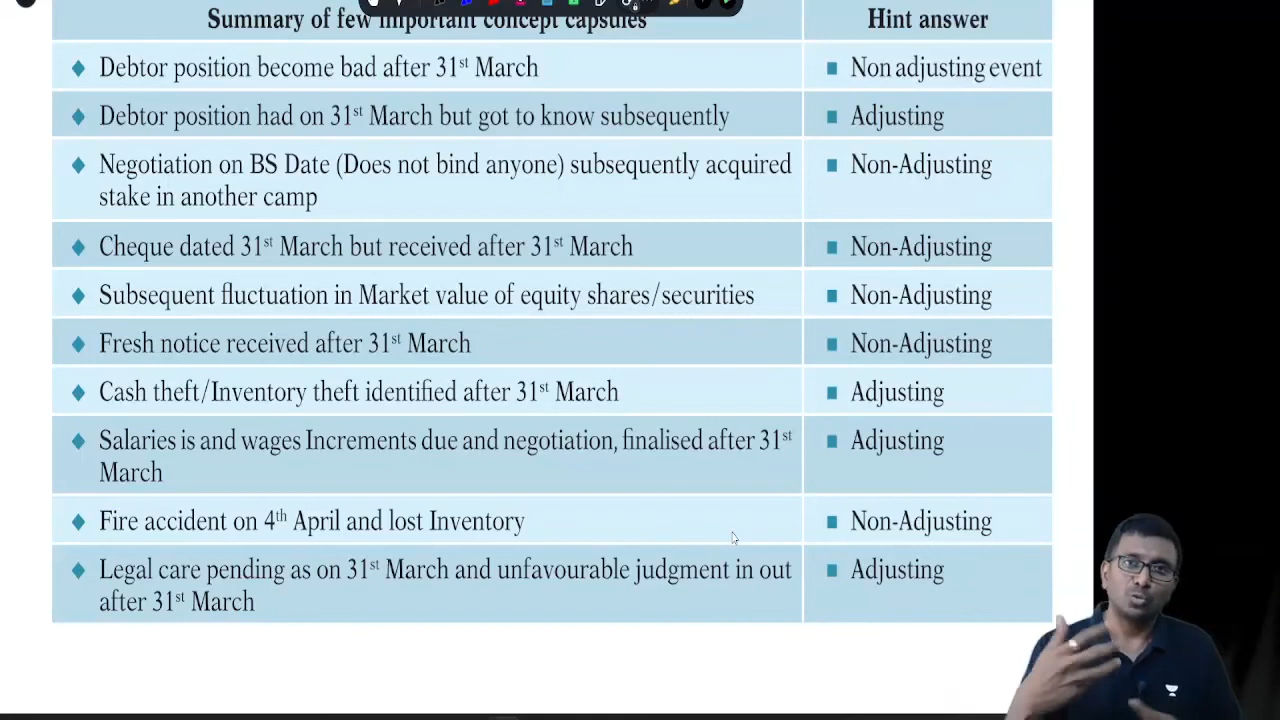 Summary of few important concept capsules
Hint answer
Debtor position become bad after 31st March
Non adjusting event
Debtor position had on 31st March but got to know subsequently
Adjusting
Negotiation on BS Date (Does not bind anyone) subsequently acquired
stake in another camp
Non-Adjusting
Cheque dated 31st March but received after 31st March
Non-Adjusting
Subsequent fluctuation in Market value of equity shares/securities
Non-Adjusting
Fresh notice received after 31st March
Non-Adjusting
Cash theft/Inventory theft identified after 31st March
Adjusting
Salaries is and wages Increments due and negotiation, finalised after 31st
March
Adjusting
Fire accident on 4th April and lost Inventory
Non-Adjusting
Legal care pending as on 31st March and unfavourable judgment in out
after 31st March
Adjusting